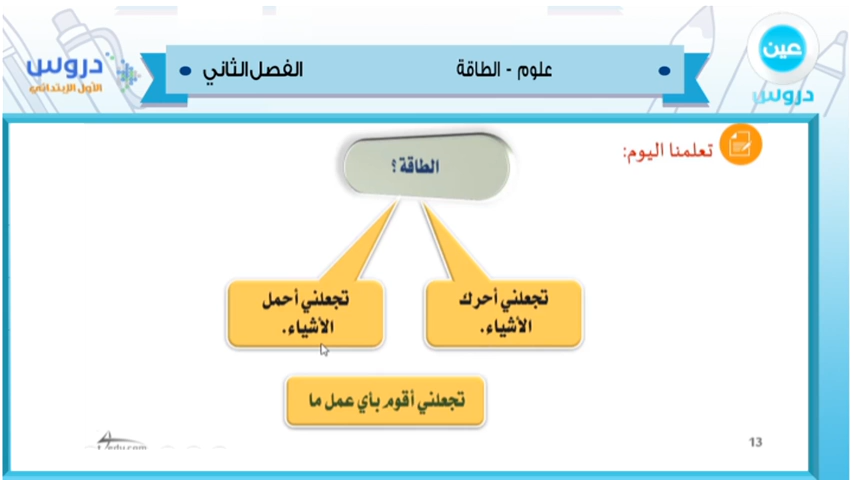 دروس
الأول الإبتدائي
الفصل الثاني
علوم - الطاقة
عين
دروس
تعلمنا اليوم:
الطاقة ؟
تجعلني أحرك
الأشياء.
تجعلني أحمل
الأشياء.
تجعلني أقوم بأي عمل ما
13